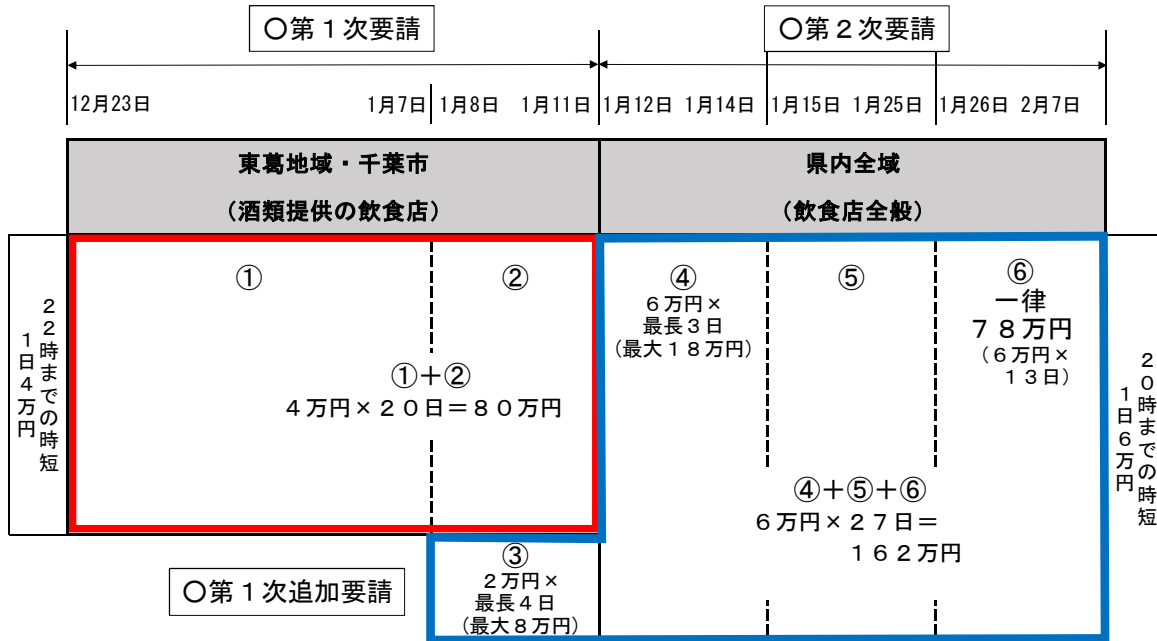 〇第１次要請
〇第２次要請
12月23日
1月7日
1月8日
1月11日
1月12日
1月14日
1月15日
1月25日
1月26日
2月7日
東葛地域・千葉市
（酒類提供の飲食店）
県内全域
（飲食店全般）
２２時までの時短
１日４万円
①
②
①＋②
４万円×２０日＝８０万円
④
６万円×
最長３日
（最大１８万円）
⑤
⑥
一律
７８万円
（６万円×
１３日）
④＋⑤＋⑥
６万円×２７日＝
１６２万円
２０時までの時短
１日６万円
〇第１次追加要請
③
２万円×
最長４日
（最大８万円）